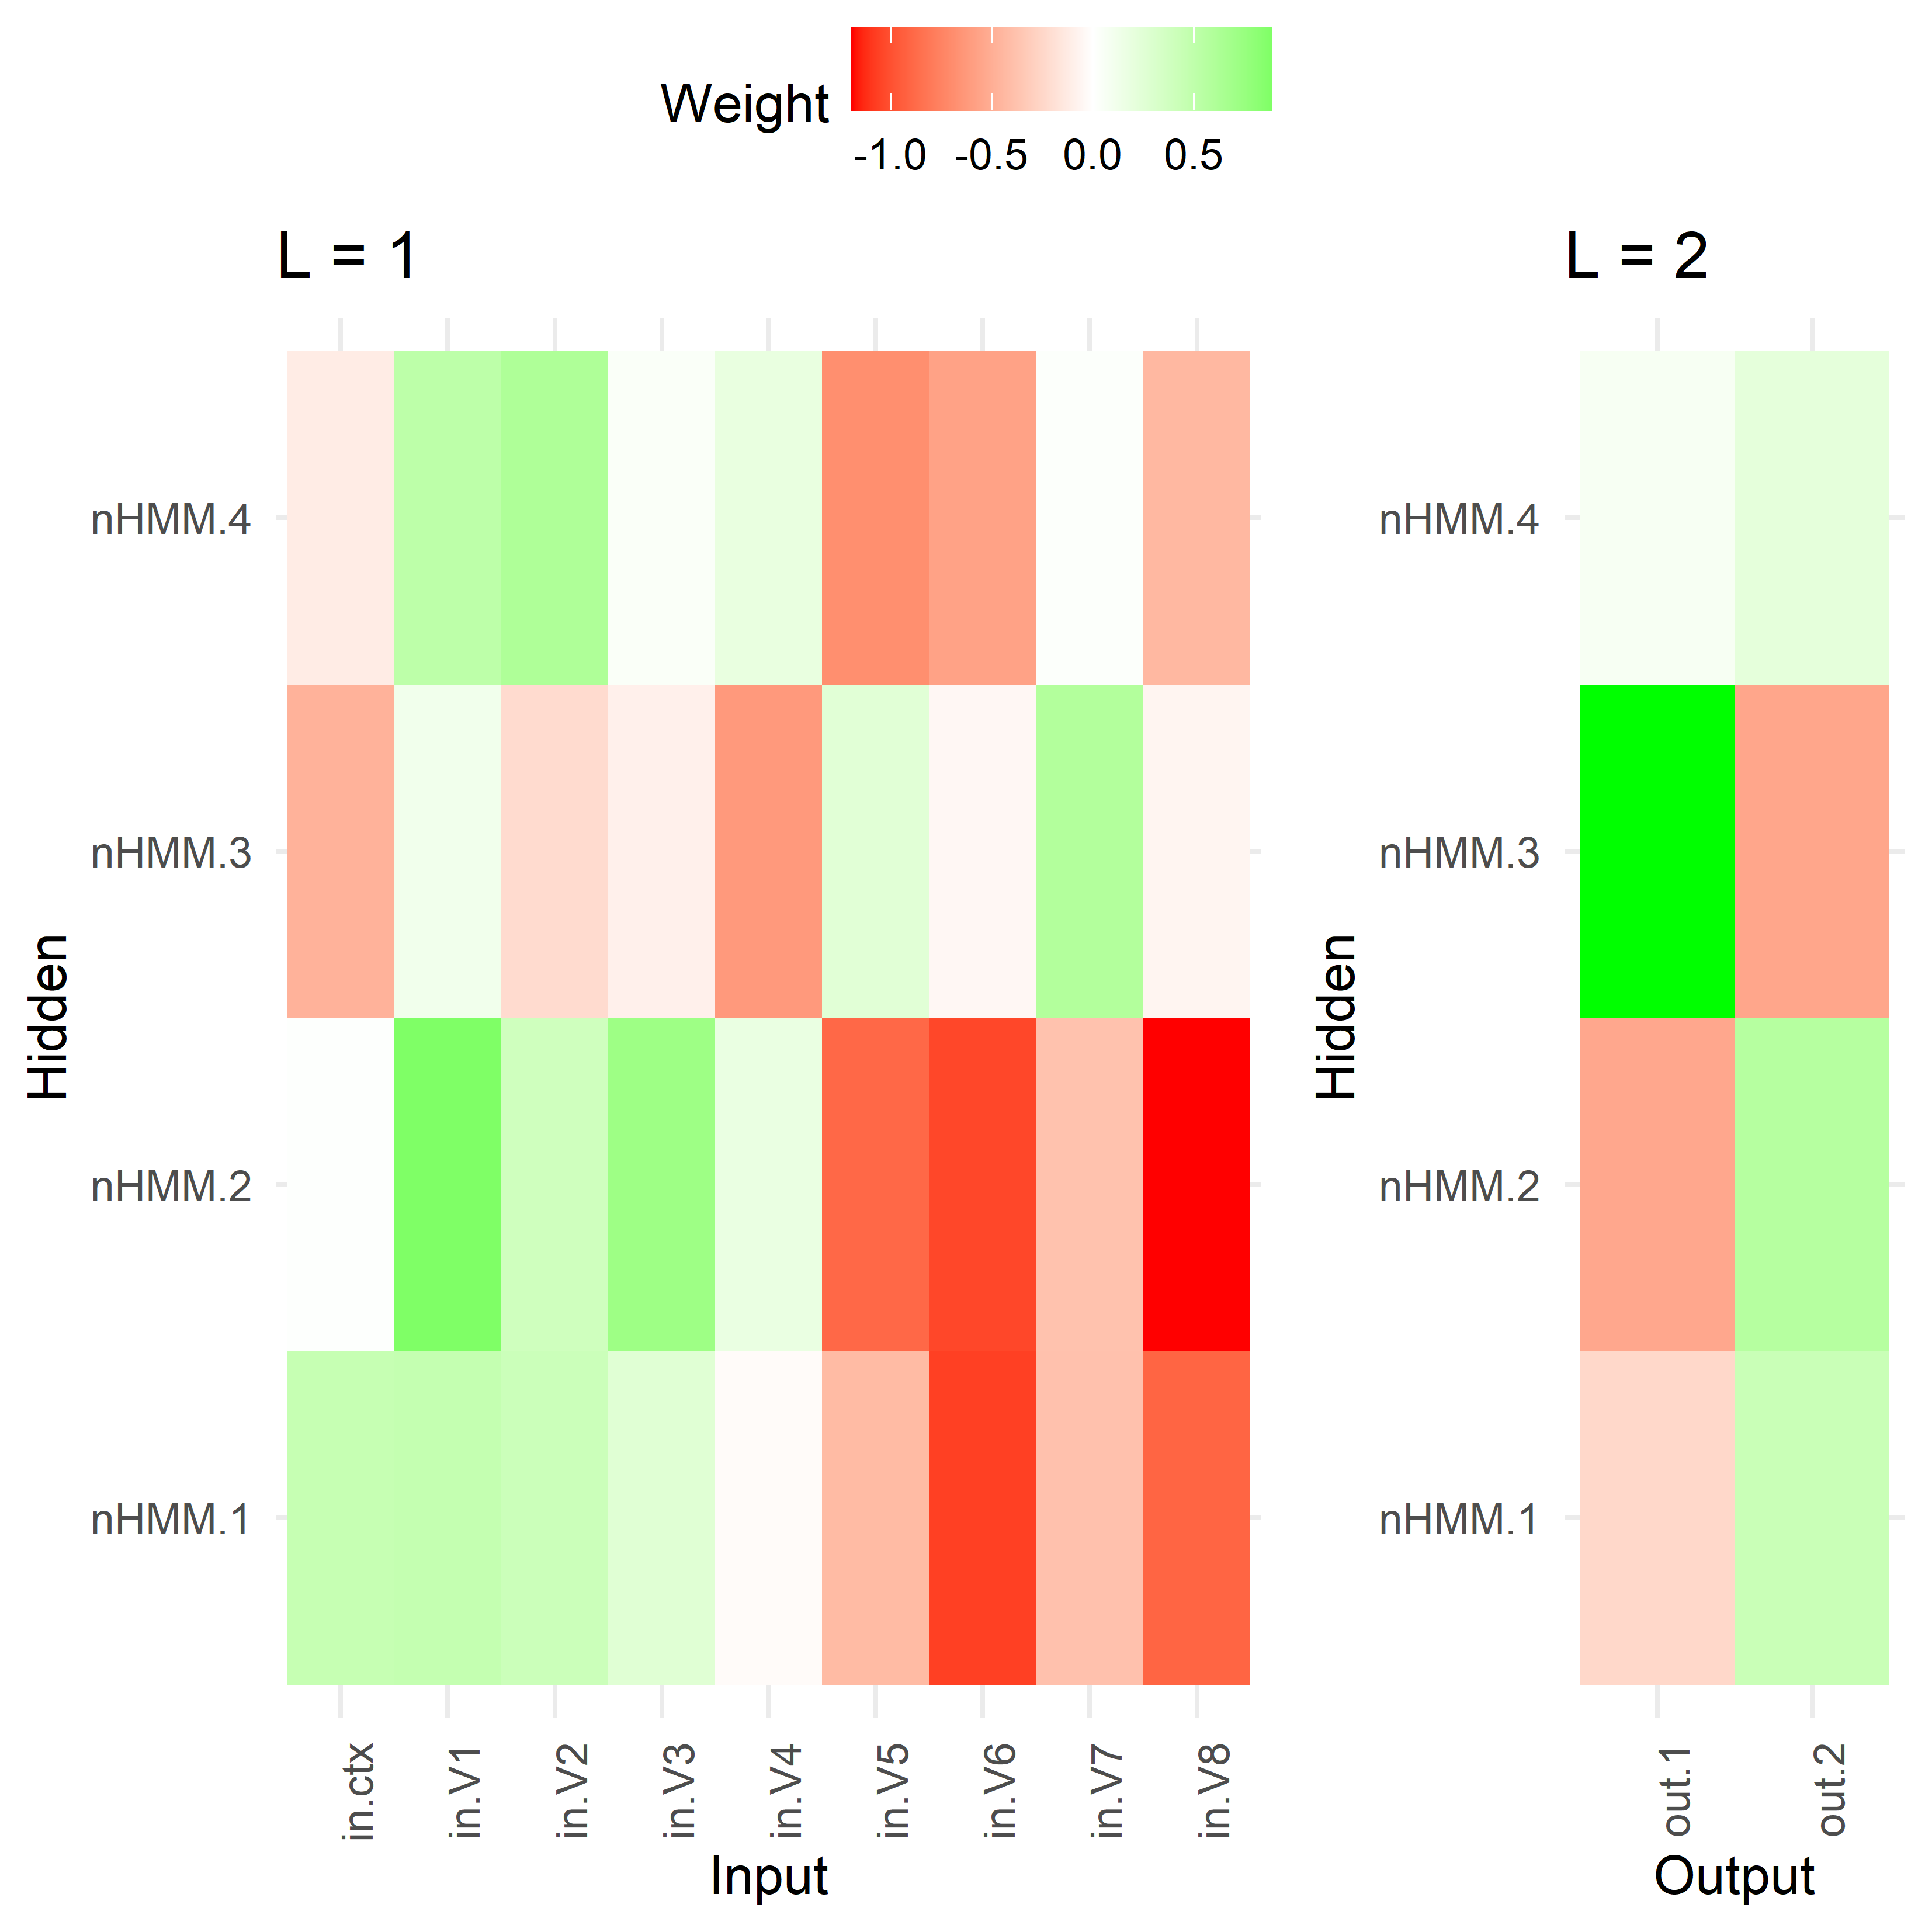 Weight
-1.0 -0.5 0.0 0.5
L = 1
L = 2
Hidden
nHMM.4
nHMM.3
nHMM.2
nHMM.1
in.ctx in.V1 in.V2 in.V3 in.V4 in.V5 in.V6 in.V7 in.V8
Input
Hidden
nHMM.4
nHMM.3
nHMM.2
nHMM.1
out.1 out.2
Output